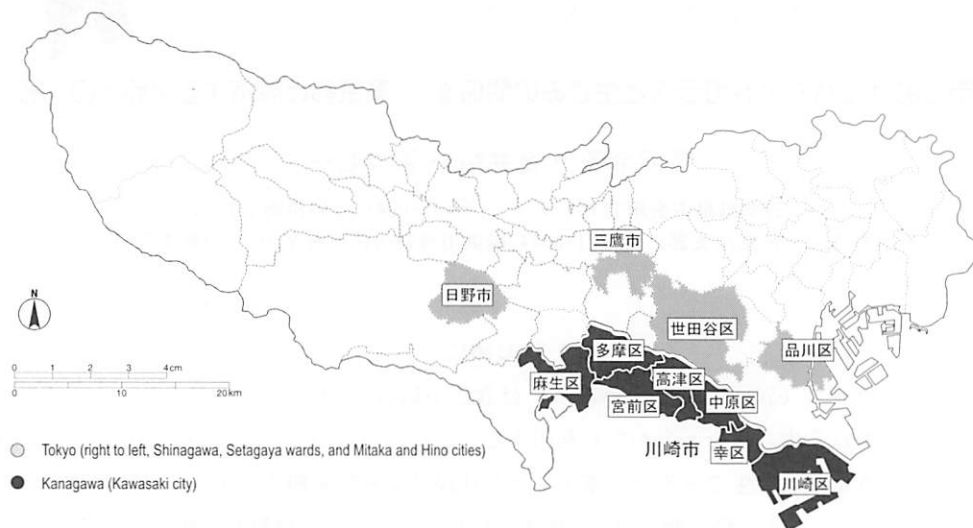 三鷹市
日野市
世田谷区
品川区
多摩区
麻生区
高津区
宮前区
中原区
川崎市
幸区
川崎区
N
0 1 2 3 4cm
0 10 20km
Tokyo (right to left, Shinagawa, Setagaya wards, and Mitaka and Hino cities)
Kanagawa (Kawasaki city)